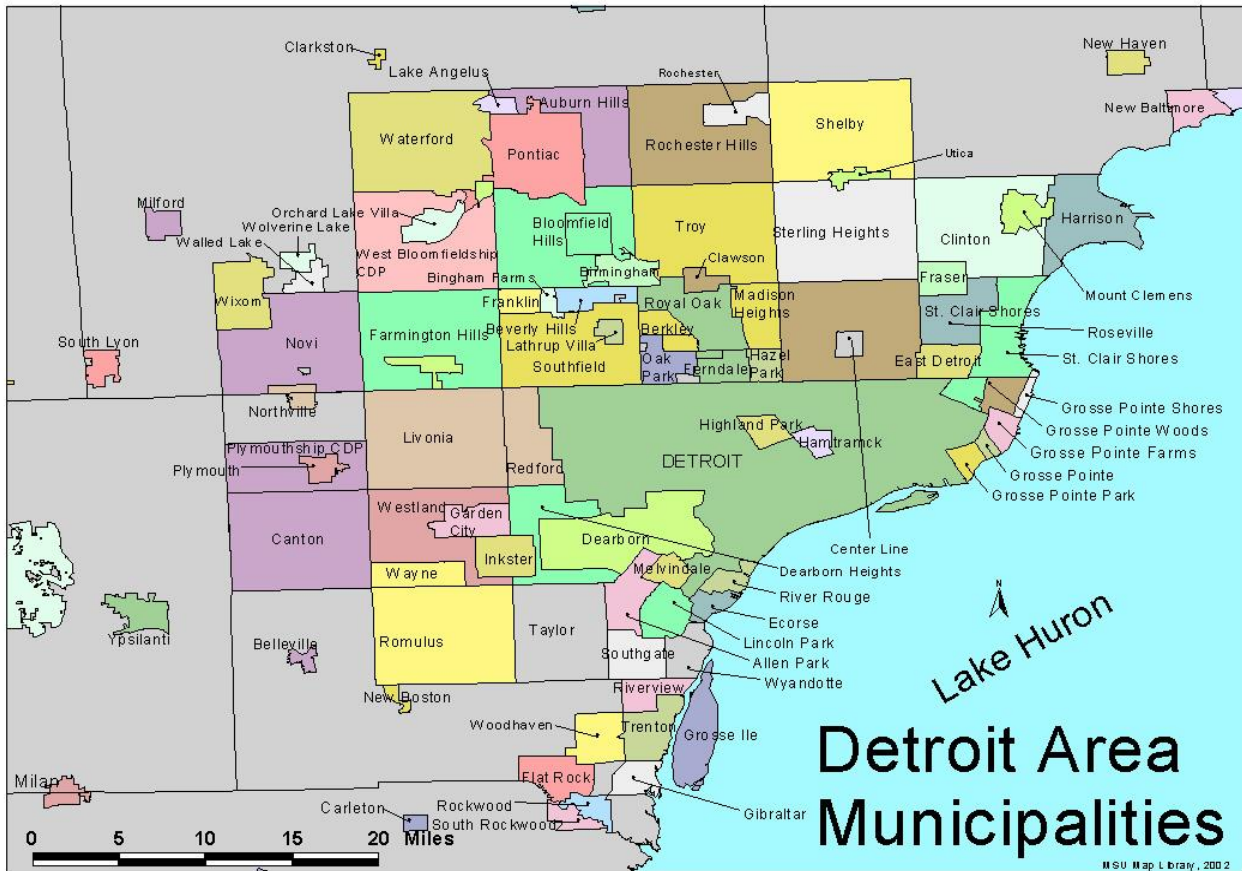 Clarkston
New Haven
Lake Angelus
Rochester
Auburn Hills
New Baltimore
Waterford
Shelby
Rochester Hills
Pontiac
Utica
Milford
Orchard Lake Villa
Wolverine Lake
Walled Lake
Bloomfield
Hills
Troy
Sterling Heights
Clinton
Harrison
West Bloomfieldship
CDP
Birmingham
Clawson
Bingham Farms
Fraser
Mount Clemens
Wixom
Franklin
Royal Oak
Madison
Heights
St. Clair Shores
Roseville
Farmington Hills
Beverly Hills
Berkley
Lathrup Villa
Novi
South Lyon
Southfield
Oak
Park
Ferndale
Hazel
Park
East Detroit
St. Clair Shores
Northville
Grosse Pointe Shores
Highland Park
Grosse Pointe Woods
Livonia
Hamtramck
Plymouthship CDP
Grosse Pointe Farms
Plymouth
Redford
DETROIT
Grosse Pointe
Grosse Pointe Park
Westland
Garden
City
Canton
Dearborn
Center Line
Inkster
Wayne
Melvindale
Dearborn Heights
River Rouge
Ecorse
Ypsilanti
Belleville
Romulus
Taylor
Lincoln Park
Southgate
Allen Park
Wyandotte
Lake Huron
New Boston
Riverview
Woodhaven
Trenton
Grosse Ile
Detroit Area
Municipalities
Milan
Flat Rock
Carleton
Rockwood
South Rockwood
Gibraltar
0 5 10 15 20 Miles
MSU Map Library, 2002